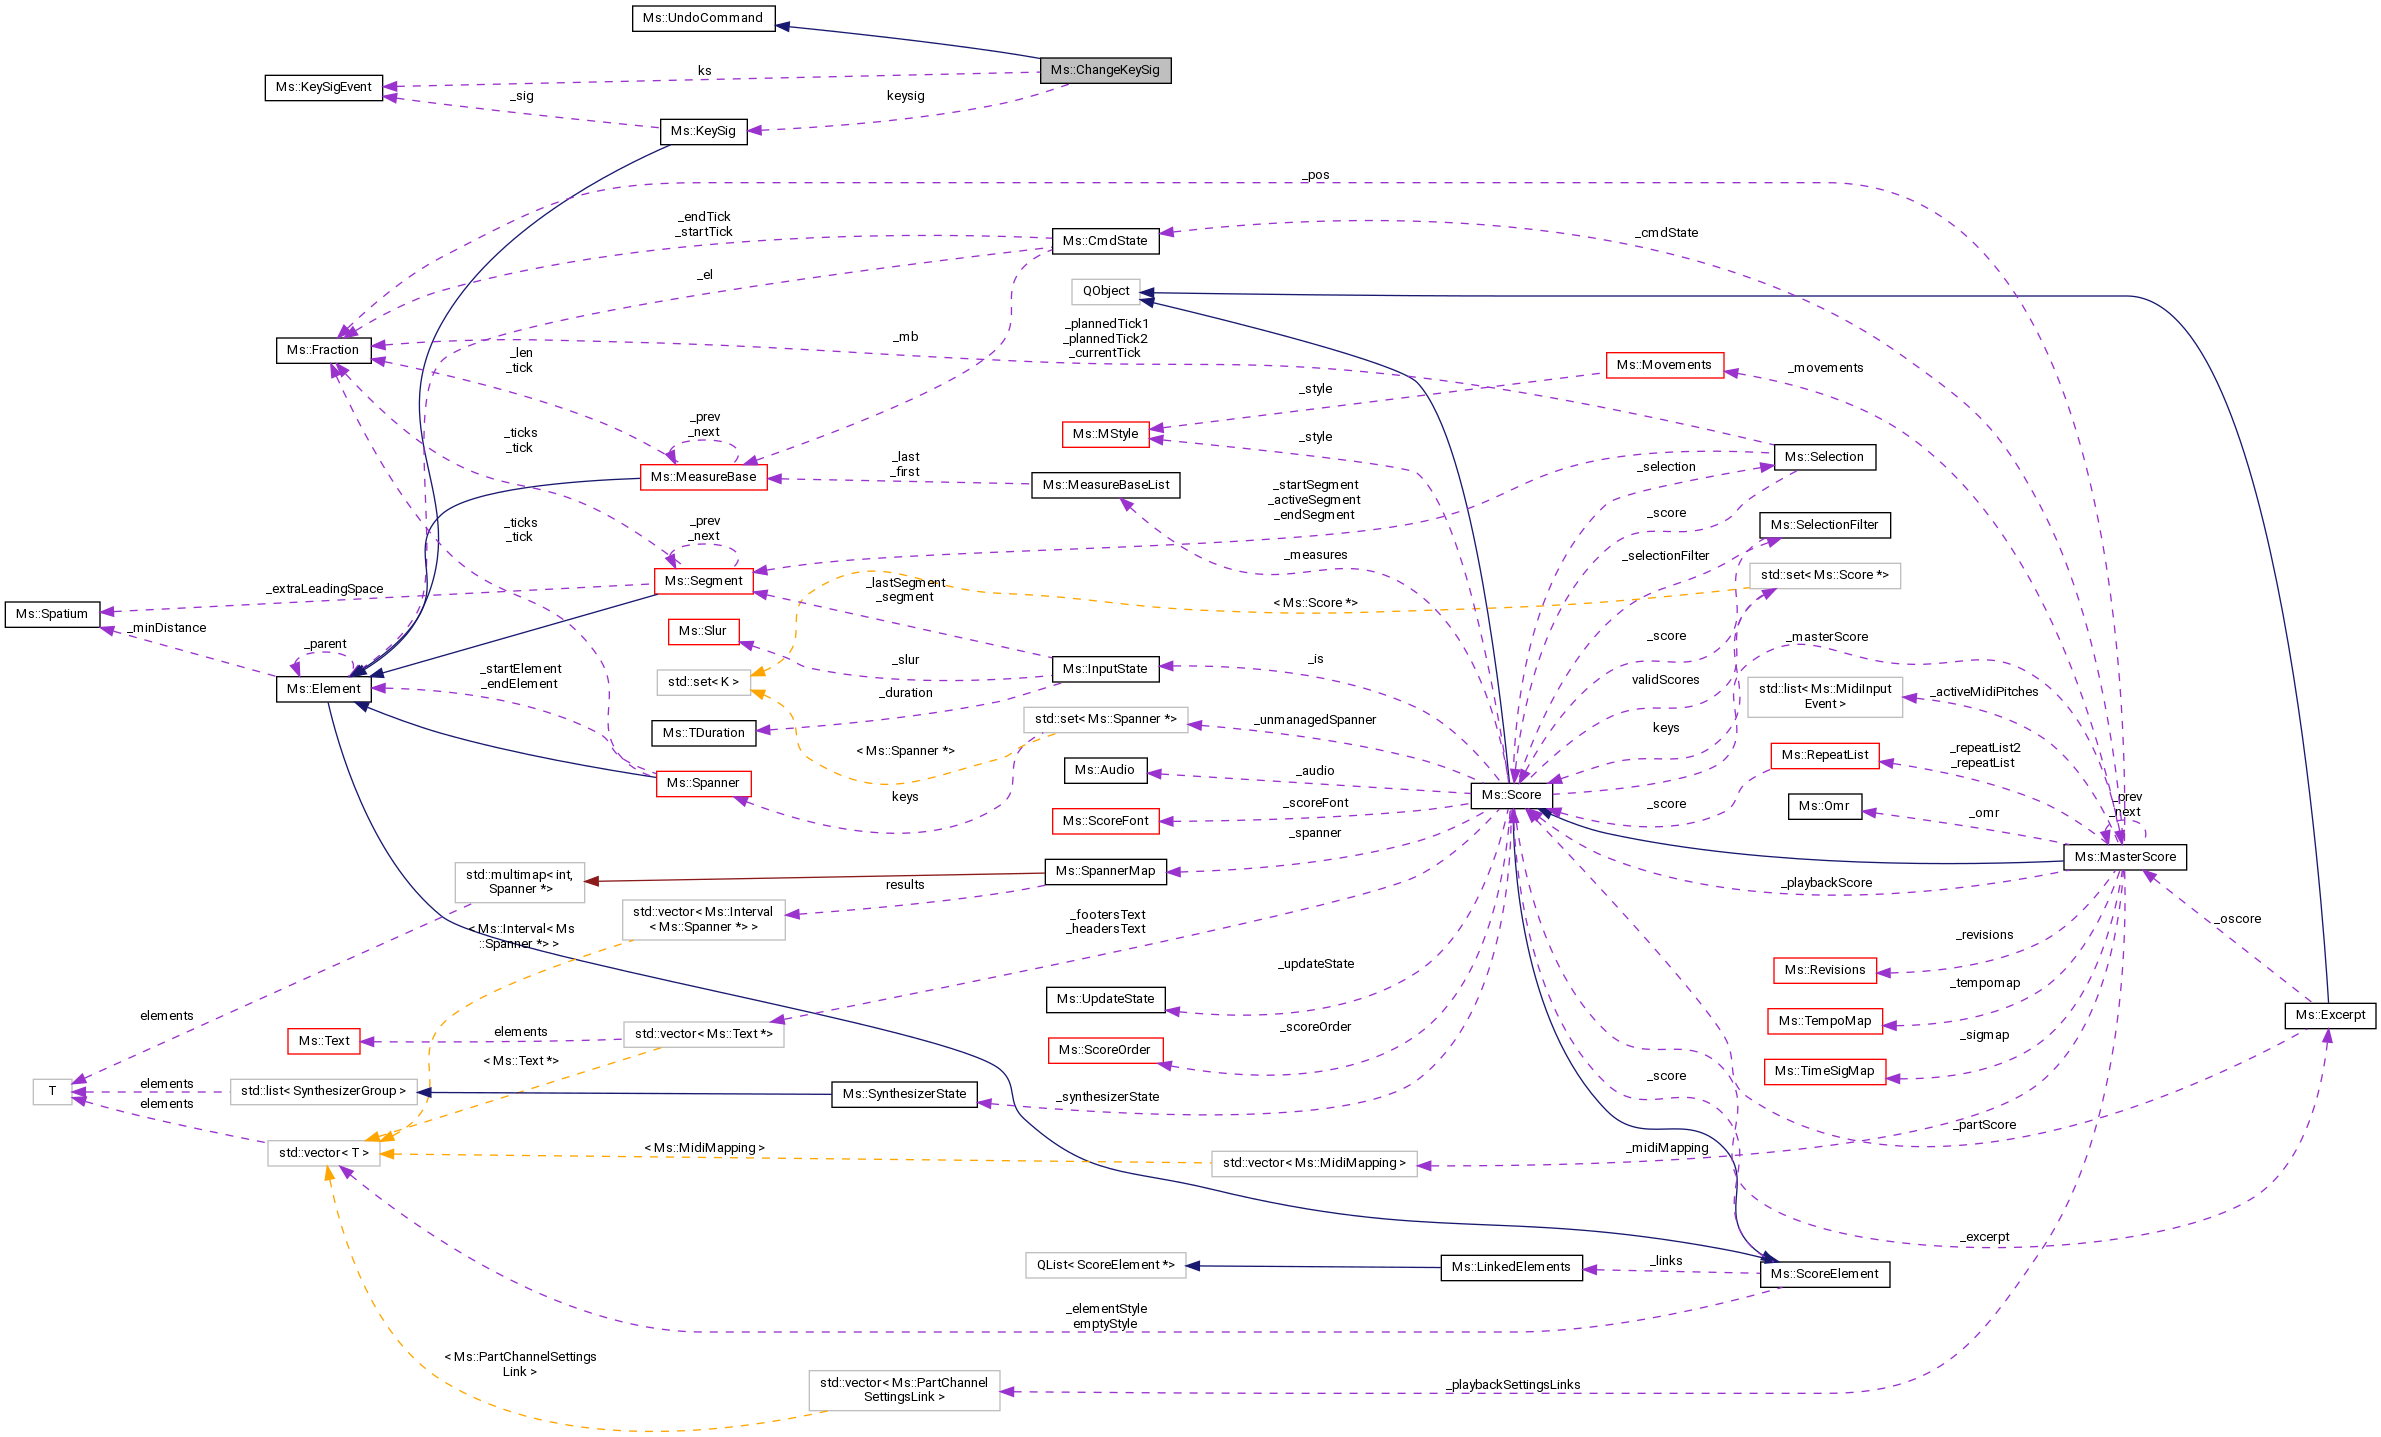 Ms::UndoCommand
Ms::ChangeKeySig
ks
Ms::KeySigEvent
_sig
keysig
Ms::KeySig
_pos
_endTick
_startTick
Ms::CmdState
_cmdState
_el
QObject
_plannedTick1
_plannedTick2
_currentTick
_mb
Ms::Fraction
_len
_tick
Ms::Movements
_movements
_style
Ms::MStyle
_style
_prev
_next
_ticks
_tick
Ms::MeasureBase
_last
_first
Ms::MeasureBaseList
Ms::Selection
_selection
_startSegment
_activeSegment
_endSegment
_score
Ms::SelectionFilter
_prev
_next
_ticks
_tick
_measures
_selectionFilter
Ms::Segment
std::set< Ms::Score *>
_extraLeadingSpace
_lastSegment
_segment
< Ms::Score *>
Ms::Spatium
_minDistance
Ms::Slur
_parent
_score
_masterScore
_startElement
_endElement
_slur
Ms::InputState
_is
Ms::Element
std::set< K >
validScores
std::list< Ms::MidiInput
Event >
_activeMidiPitches
_duration
Ms::TDuration
std::set< Ms::Spanner *>
_unmanagedSpanner
keys
< Ms::Spanner *>
Ms::RepeatList
_repeatList2
_repeatList
Ms::Spanner
Ms::Audio
_audio
keys
Ms::Score
_score
Ms::Omr
_omr
_prev
_next
Ms::ScoreFont
_scoreFont
_spanner
Ms::MasterScore
std::multimap< int,
Spanner *>
Ms::SpannerMap
results
_playbackScore
std::vector< Ms::Interval
< Ms::Spanner *> >
_footersText
_headersText
_oscore
< Ms::Interval< Ms
::Spanner *> >
_revisions
Ms::Revisions
_updateState
_tempomap
Ms::UpdateState
Ms::Excerpt
elements
Ms::TempoMap
Ms::Text
elements
std::vector< Ms::Text *>
_scoreOrder
_sigmap
Ms::ScoreOrder
< Ms::Text *>
Ms::TimeSigMap
_score
T
elements
std::list< SynthesizerGroup >
Ms::SynthesizerState
_synthesizerState
elements
_partScore
std::vector< T >
< Ms::MidiMapping >
std::vector< Ms::MidiMapping >
_midiMapping
_excerpt
QList< ScoreElement *>
Ms::LinkedElements
_links
Ms::ScoreElement
_elementStyle
emptyStyle
< Ms::PartChannelSettings
Link >
std::vector< Ms::PartChannel
SettingsLink >
_playbackSettingsLinks